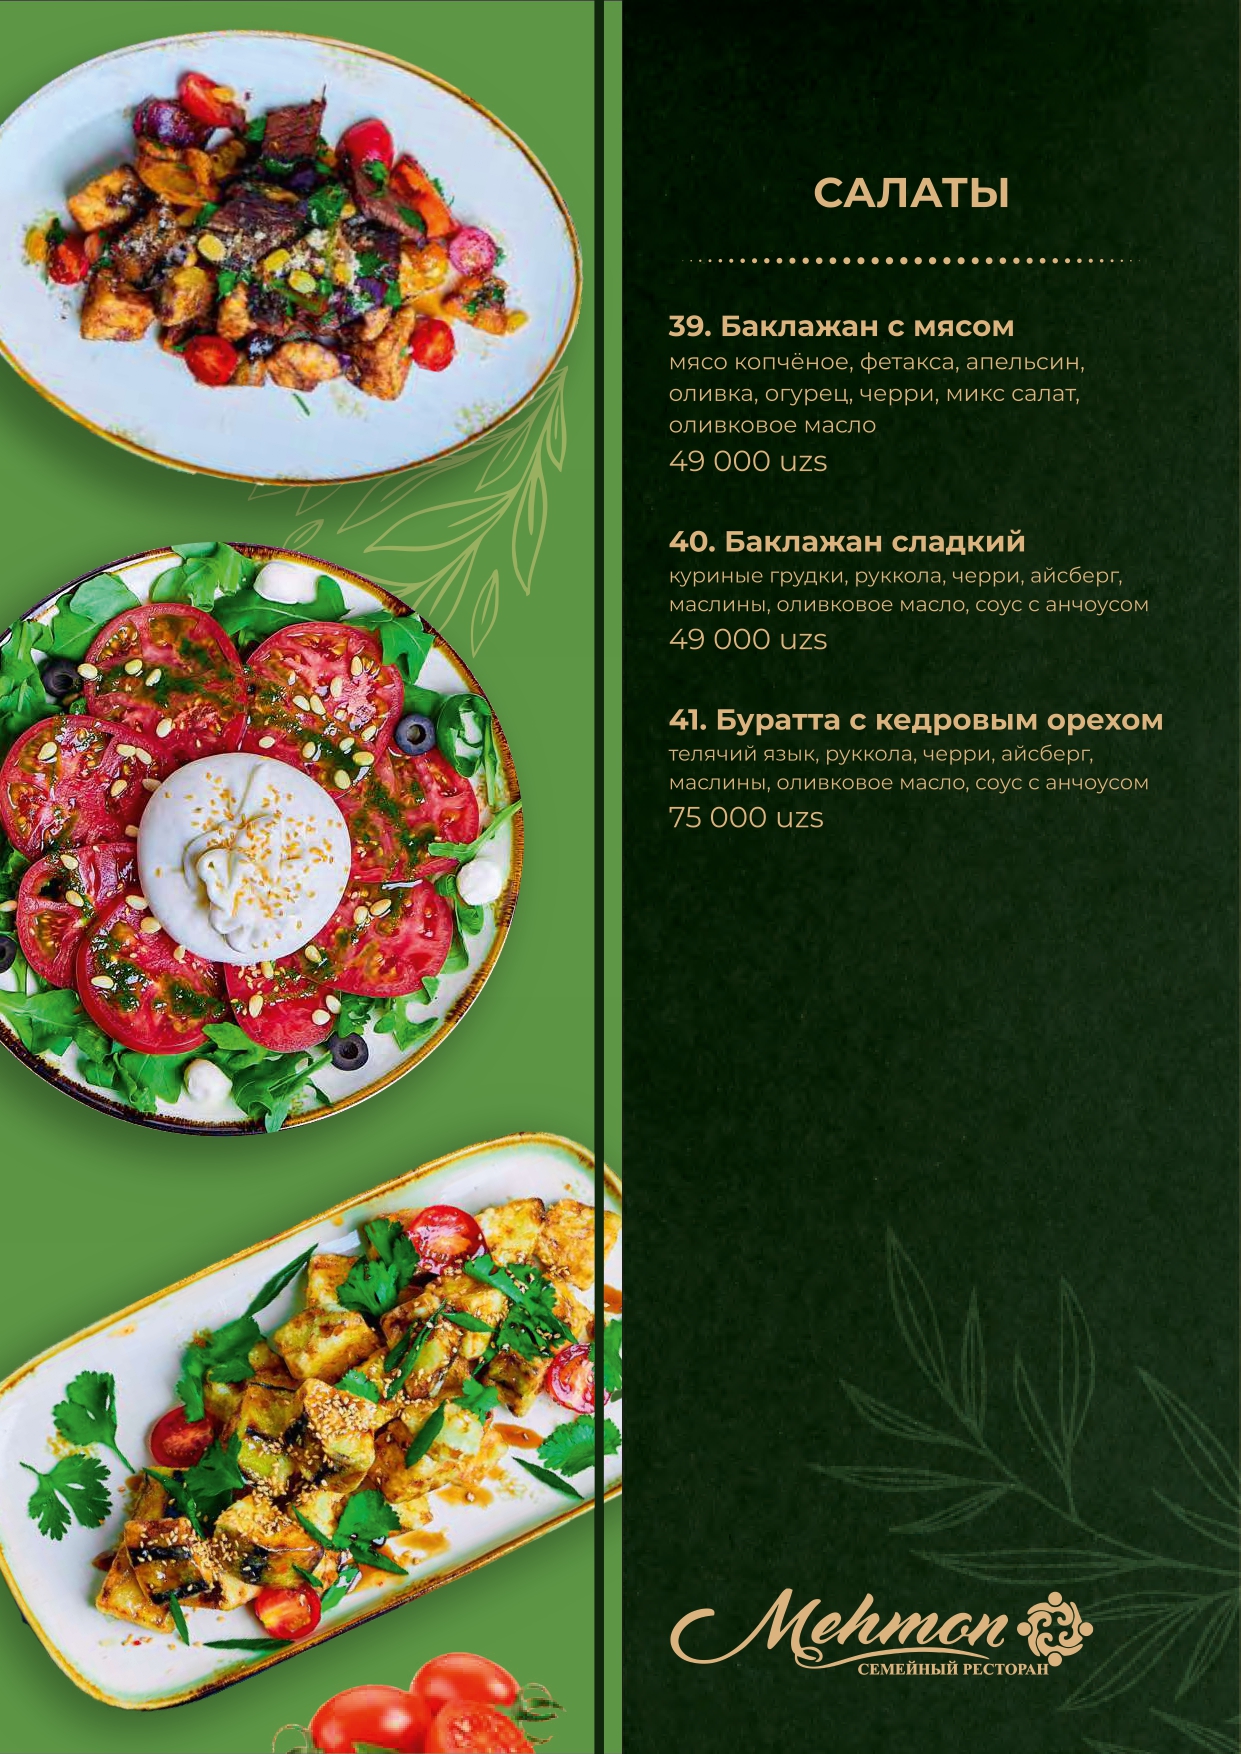 САЛАТЫ
39. Баклажан с мясом
мясо копчёное, фетакса, апельсин,
оливка, огурец, черри, микс салат,
оливковое масло
49 000 uzs
40. Баклажан сладкий
куриные грудки, руккола, черри, айсберг,
маслины, оливковое масло, соус с анчоусом
49 000 uzs
41. Буратта с кедровым орехом
телячий язык, руккола, черри, айсберг,
маслины, оливковое масло, соус с анчоусом
75 000 uzs
Mehmon
СЕМЕЙНЫЙ РЕСТОРАН